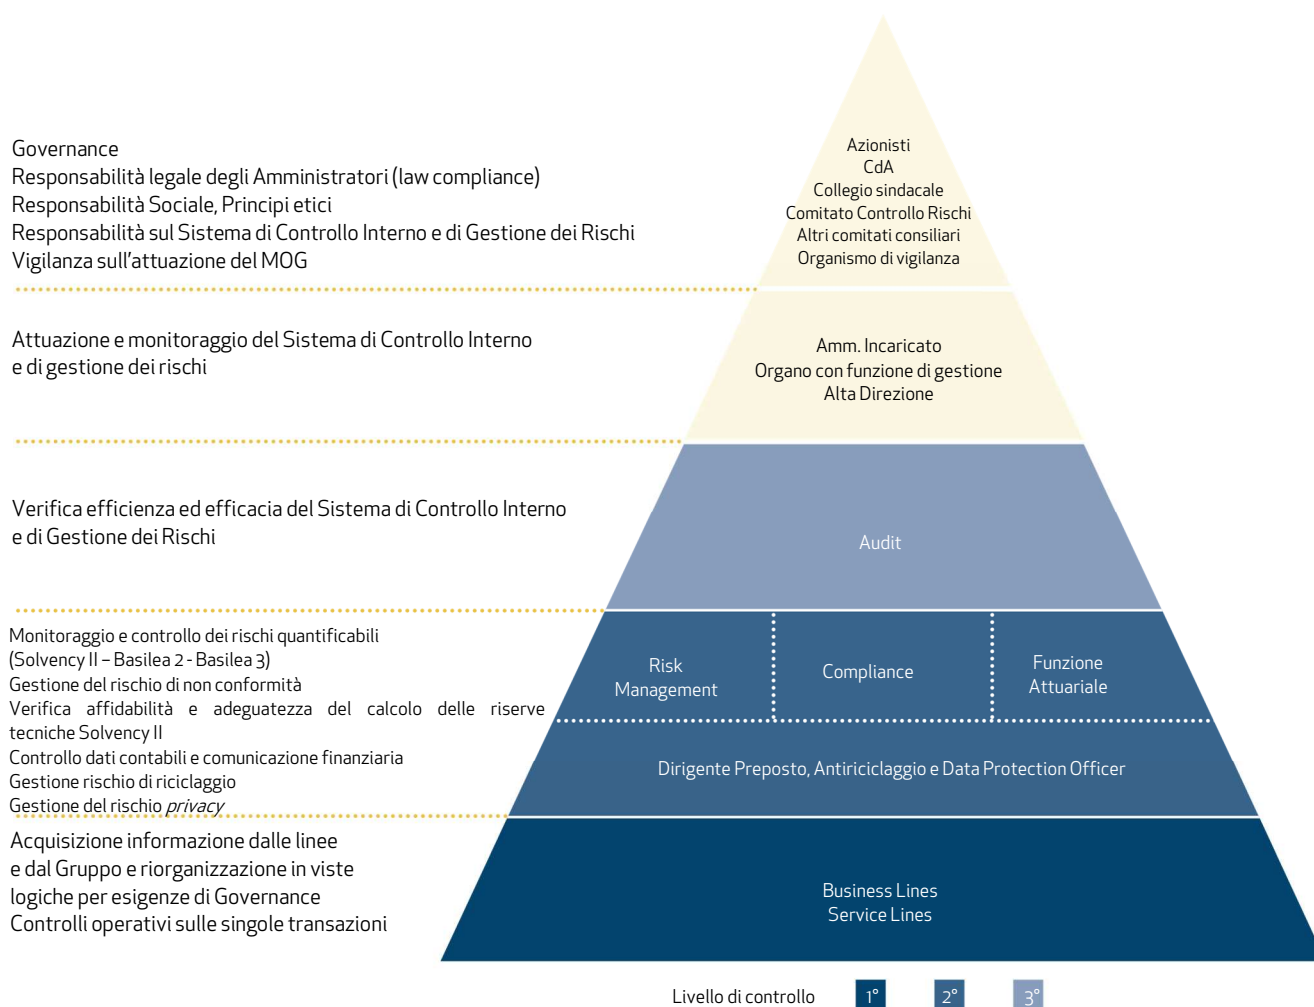 Governance
Responsabilità legale degli Amministratori (law compliance)
Responsabilità Sociale, Principi etici
Responsabilità sul Sistema di Controllo Interno e di Gestione dei Rischi
Vigilanza sull'attuazione del MOG
Azionisti
CdA
Collegio sindacale
Comitato Controllo Rischi
Altri comitati consiliari
Organismo di vigilanza
Attuazione e monitoraggio del Sistema di Controllo Interno
e di gestione dei rischi
Amm. Incaricato
Organo con funzione di gestione
Alta Direzione
Verifica efficienza ed efficacia del Sistema di Controllo Interno
e di Gestione dei Rischi
Audit
Monitoraggio e controllo dei rischi quantificabili
(Solvency II – Basilea 2 - Basilea 3)
Gestione del rischio di non conformità
Verifica affidabilità e adeguatezza del calcolo delle riserve
tecniche Solvency II
Controllo dati contabili e comunicazione finanziaria
Gestione rischio di riciclaggio
Gestione del rischio privacy
Risk
Management
Compliance
Funzione
Attuariale
Dirigente Preposto, Antiriciclaggio e Data Protection Officer
Acquisizione informazione dalle linee
e dal Gruppo e riorganizzazione in viste
logiche per esigenze di Governance
Controlli operativi sulle singole transazioni
Business Lines
Service Lines
Livello di controllo 1° 2° 3°